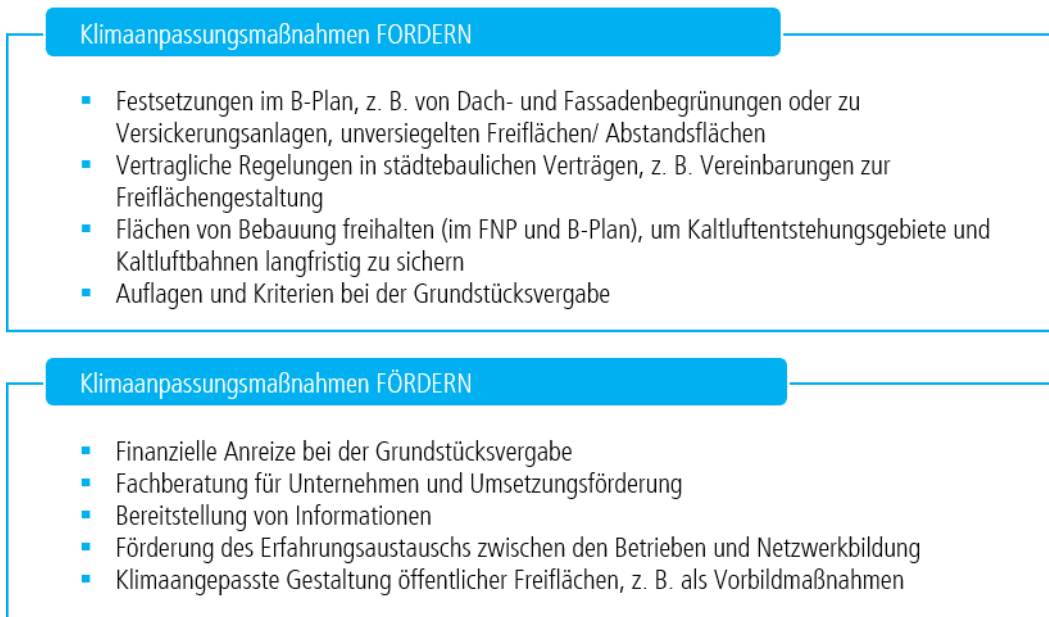 Klimaanpassungsmaßnahmen FORDERN
▪ Festsetzungen im B-Plan, z. B. von Dach- und Fassadenbegrünungen oder zu
Versickerungsanlagen, unversiegelten Freiflächen/ Abstandsflächen
▪ Vertragliche Regelungen in städtebaulichen Verträgen, z. B. Vereinbarungen zur
Freiflächengestaltung
▪ Flächen von Bebauung freihalten (im FNP und B-Plan), um Kaltluftentstehungsgebiete und
Kaltluftbahnen langfristig zu sichern
▪ Auflagen und Kriterien bei der Grundstücksvergabe
Klimaanpassungsmaßnahmen FÖRDERN
▪ Finanzielle Anreize bei der Grundstücksvergabe
▪ Fachberatung für Unternehmen und Umsetzungsförderung
▪ Bereitstellung von Informationen
▪ Förderung des Erfahrungsaustauschs zwischen den Betrieben und Netzwerkbildung
▪ Klimaangepasste Gestaltung öffentlicher Freiflächen, z. B. als Vorbildmaßnahmen